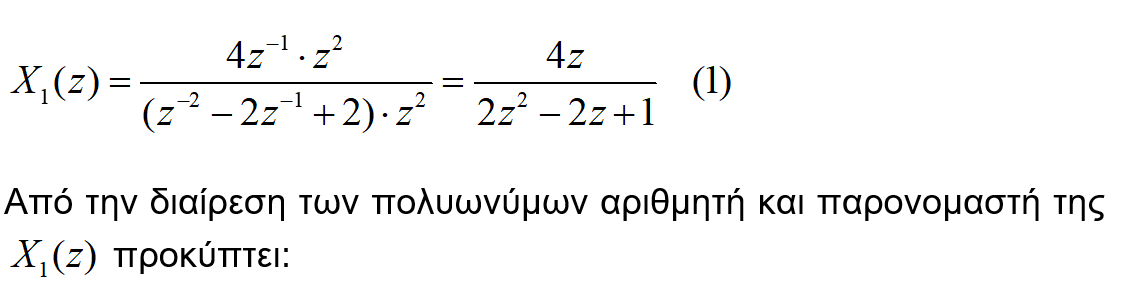 X₁(z) = (4z⁻¹ · z²) / ((z⁻² − 2z⁻¹ + 2) · z²) = 4z / (2z² − 2z + 1) (1)
Από την διαίρεση των πολυωνύμων αριθμητή και παρονομαστή της
X₁(z) προκύπτει: